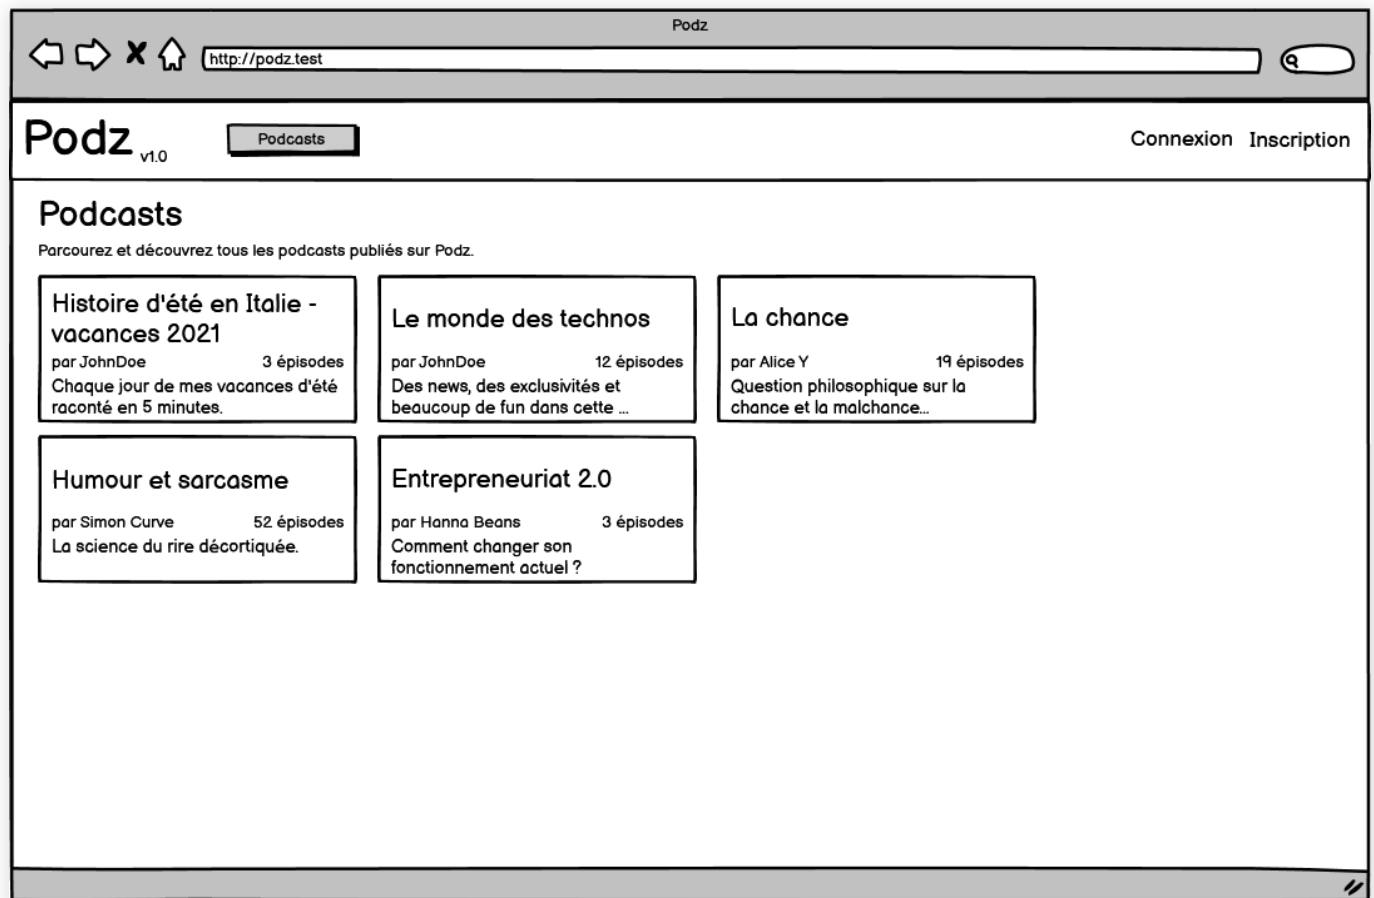 Podz
http://podz.test
Podz v1.0
Podcasts
Connexion Inscription
Podcasts
Parcourez et découvrez tous les podcasts publiés sur Podz.
Histoire d'été en Italie -
vacances 2021
par JohnDoe 3 épisodes
Chaque jour de mes vacances d'été
raconté en 5 minutes.
Le monde des technos
par JohnDoe 12 épisodes
Des news, des exclusivités et
beaucoup de fun dans cette ...
La chance
par Alice Y 19 épisodes
Question philosophique sur la
chance et la malchance...
Humour et sarcasme
par Simon Curve 52 épisodes
La science du rire décortiquée.
Entrepreneuriat 2.0
par Hanna Beans 3 épisodes
Comment changer son
fonctionnement actuel ?